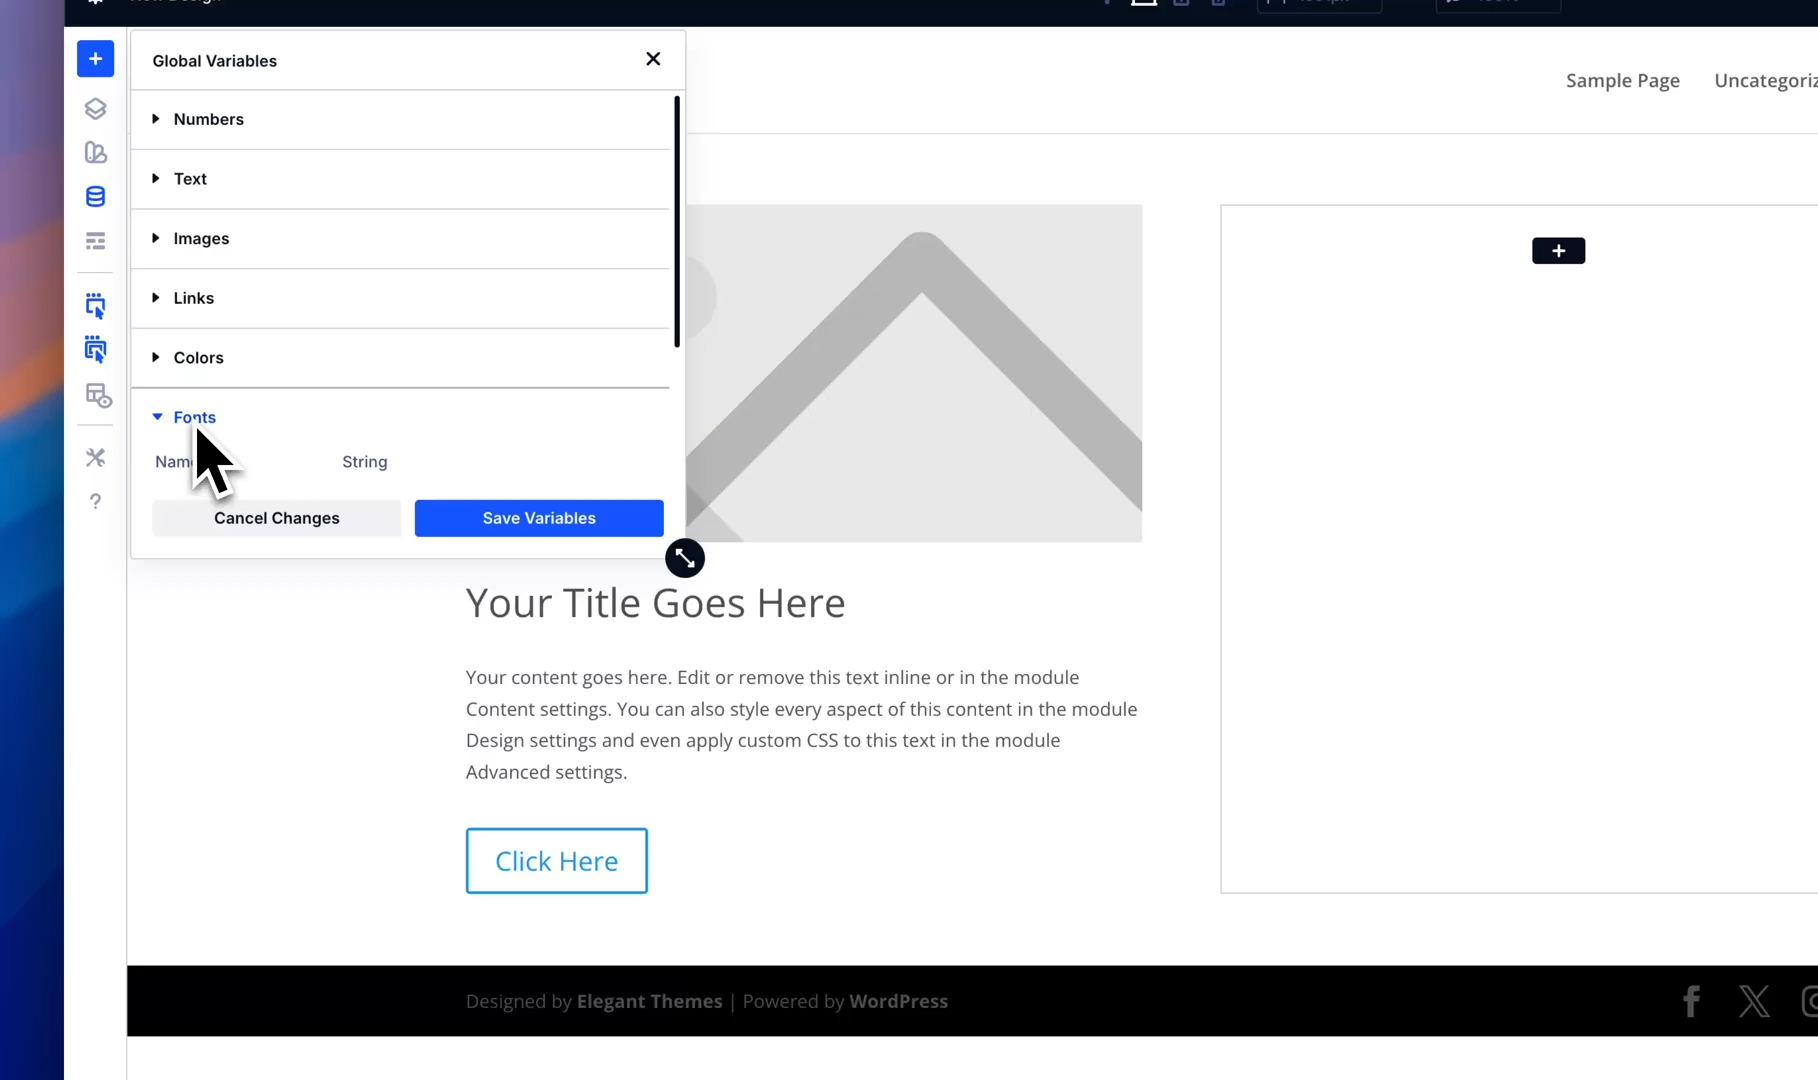 Global Variables
Numbers
Text
Images
Links
Colors
Fonts
Name String
Cancel Changes Save Variables
Sample Page
+
+
?
Your Title Goes Here
Your content goes here. Edit or remove this text inline or in the module
Content settings. You can also style every aspect of this content in the module
Design settings and even apply custom CSS to this text in the module
Advanced settings.
Click Here
Designed by Elegant Themes | Powered by WordPress